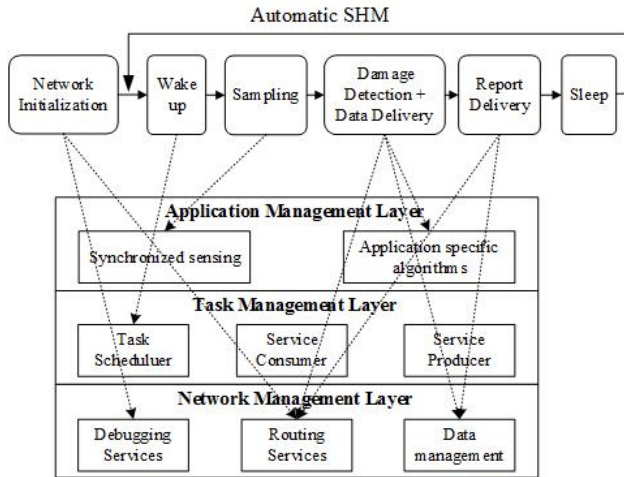 Automatic SHM
Network
Initialization
Wake
up
Sampling
Damage
Detection +
Data Delivery
Report
Delivery
Sleep
Application Management Layer
Synchronized sensing
Application specific
algorithms
Task Management Layer
Task
Scheduluer
Service
Consumer
Service
Producer
Network Management Layer
Debugging
Services
Routing
Services
Data
management